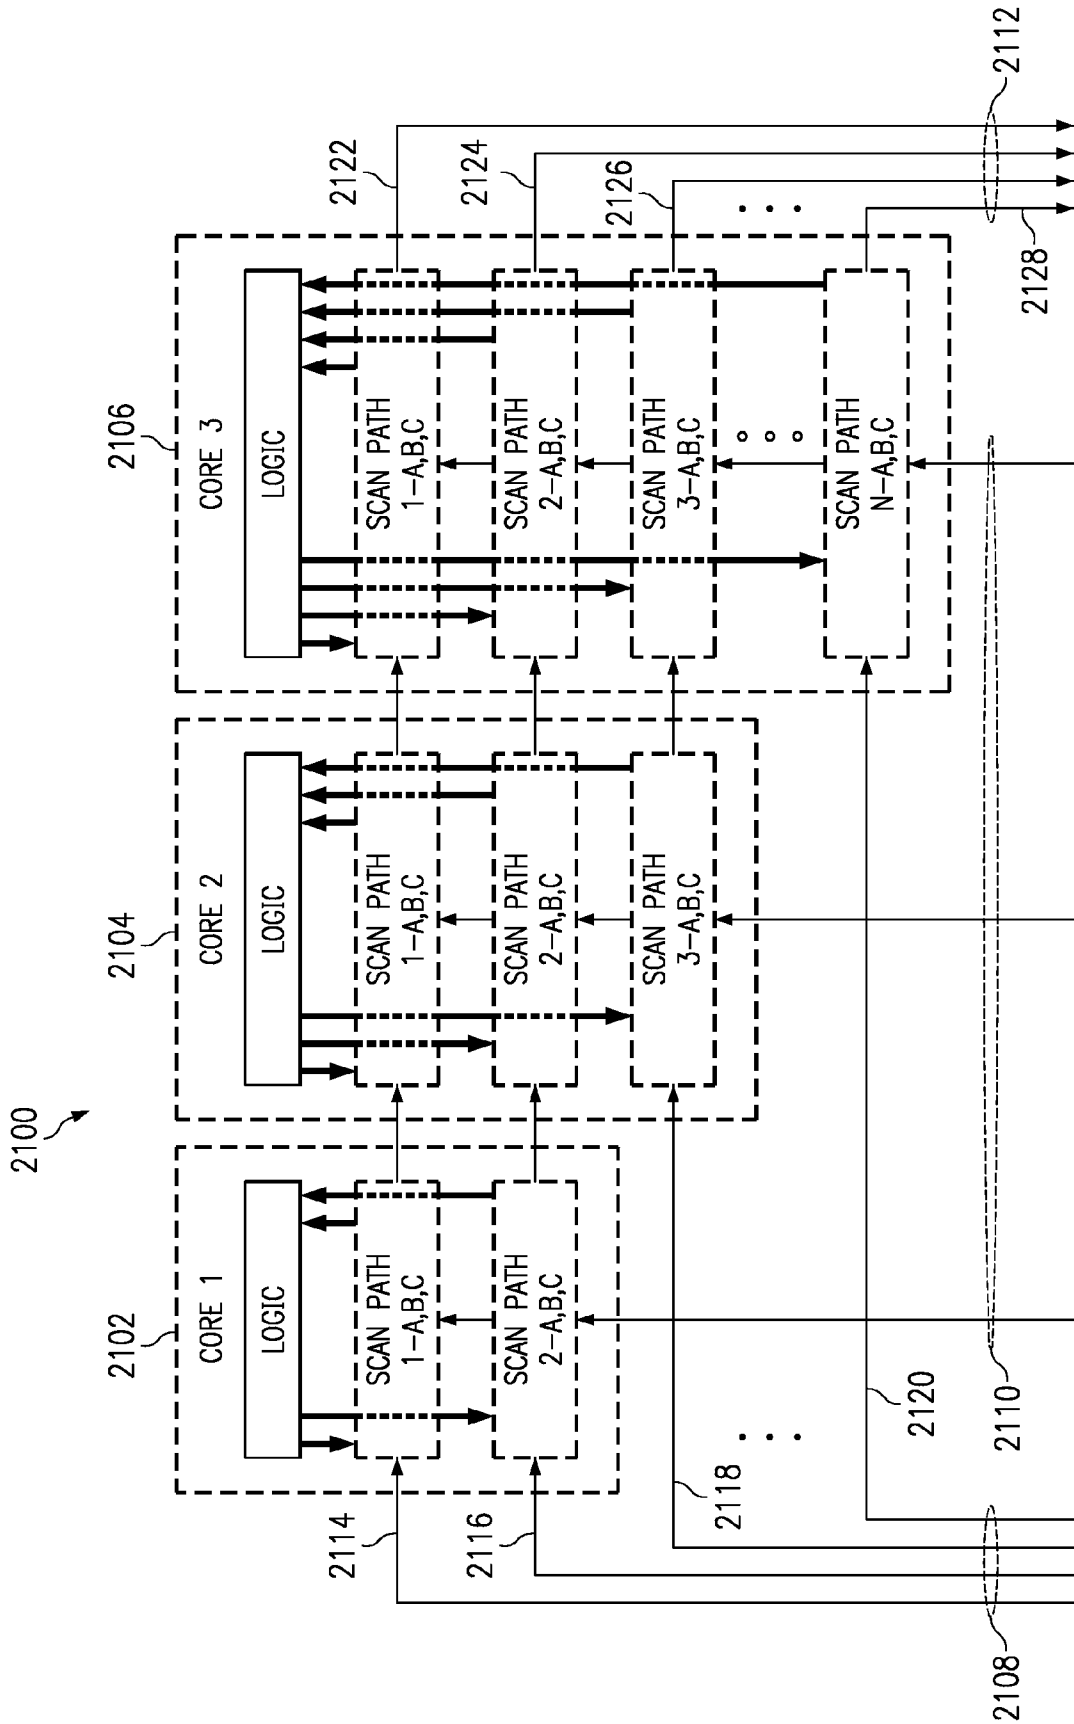 2100
2102
2104
2106
CORE 1
LOGIC
SCAN PATH
1-A,B,C
SCAN PATH
2-A,B,C
CORE 2
LOGIC
SCAN PATH
1-A,B,C
SCAN PATH
2-A,B,C
SCAN PATH
3-A,B,C
CORE 3
LOGIC
SCAN PATH
1-A,B,C
SCAN PATH
2-A,B,C
SCAN PATH
3-A,B,C
SCAN PATH
N-A,B,C
2114
2116
2118
2120
2122
2124
2126
2128
2108
2110
2112